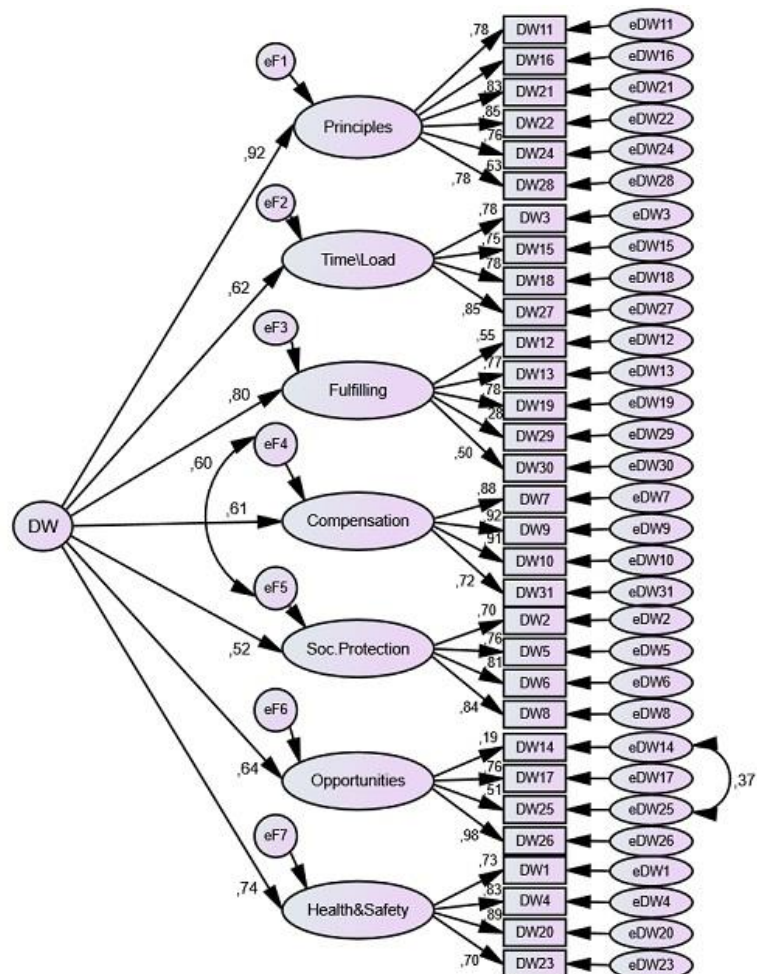 DW11
eDW11
,78
eF1
DW16
eDW16
DW21
eDW21
,83
Principles
DW22
eDW22
,85
,76
DW24
eDW24
,92
,53
,78
DW28
eDW28
eF2
,78
DW3
eDW3
,75
DW15
eDW15
Time\Load
,78
DW18
eDW18
,62
,85
DW27
eDW27
eF3
,55
DW12
eDW12
,77
DW13
eDW13
Fulfilling
,78
,80
DW19
eDW19
,28
DW29
eDW29
eF4
,50
DW30
eDW30
,60
,88
DW7
eDW7
,61
Compensation
,92
DW9
eDW9
DW
,91
DW10
eDW10
,72
DW31
eDW31
eF5
,70
DW2
eDW2
,52
Soc.Protection
,76
DW5
eDW5
,81
DW6
eDW6
,84
DW8
eDW8
eF6
,19
DW14
eDW14
,64
Opportunities
,76
DW17
eDW17
,37
,51
DW25
eDW25
,98
DW26
eDW26
eF7
,73
DW1
eDW1
,74
,83
DW4
eDW4
Health&Safety
,89
DW20
eDW20
,70
DW23
eDW23